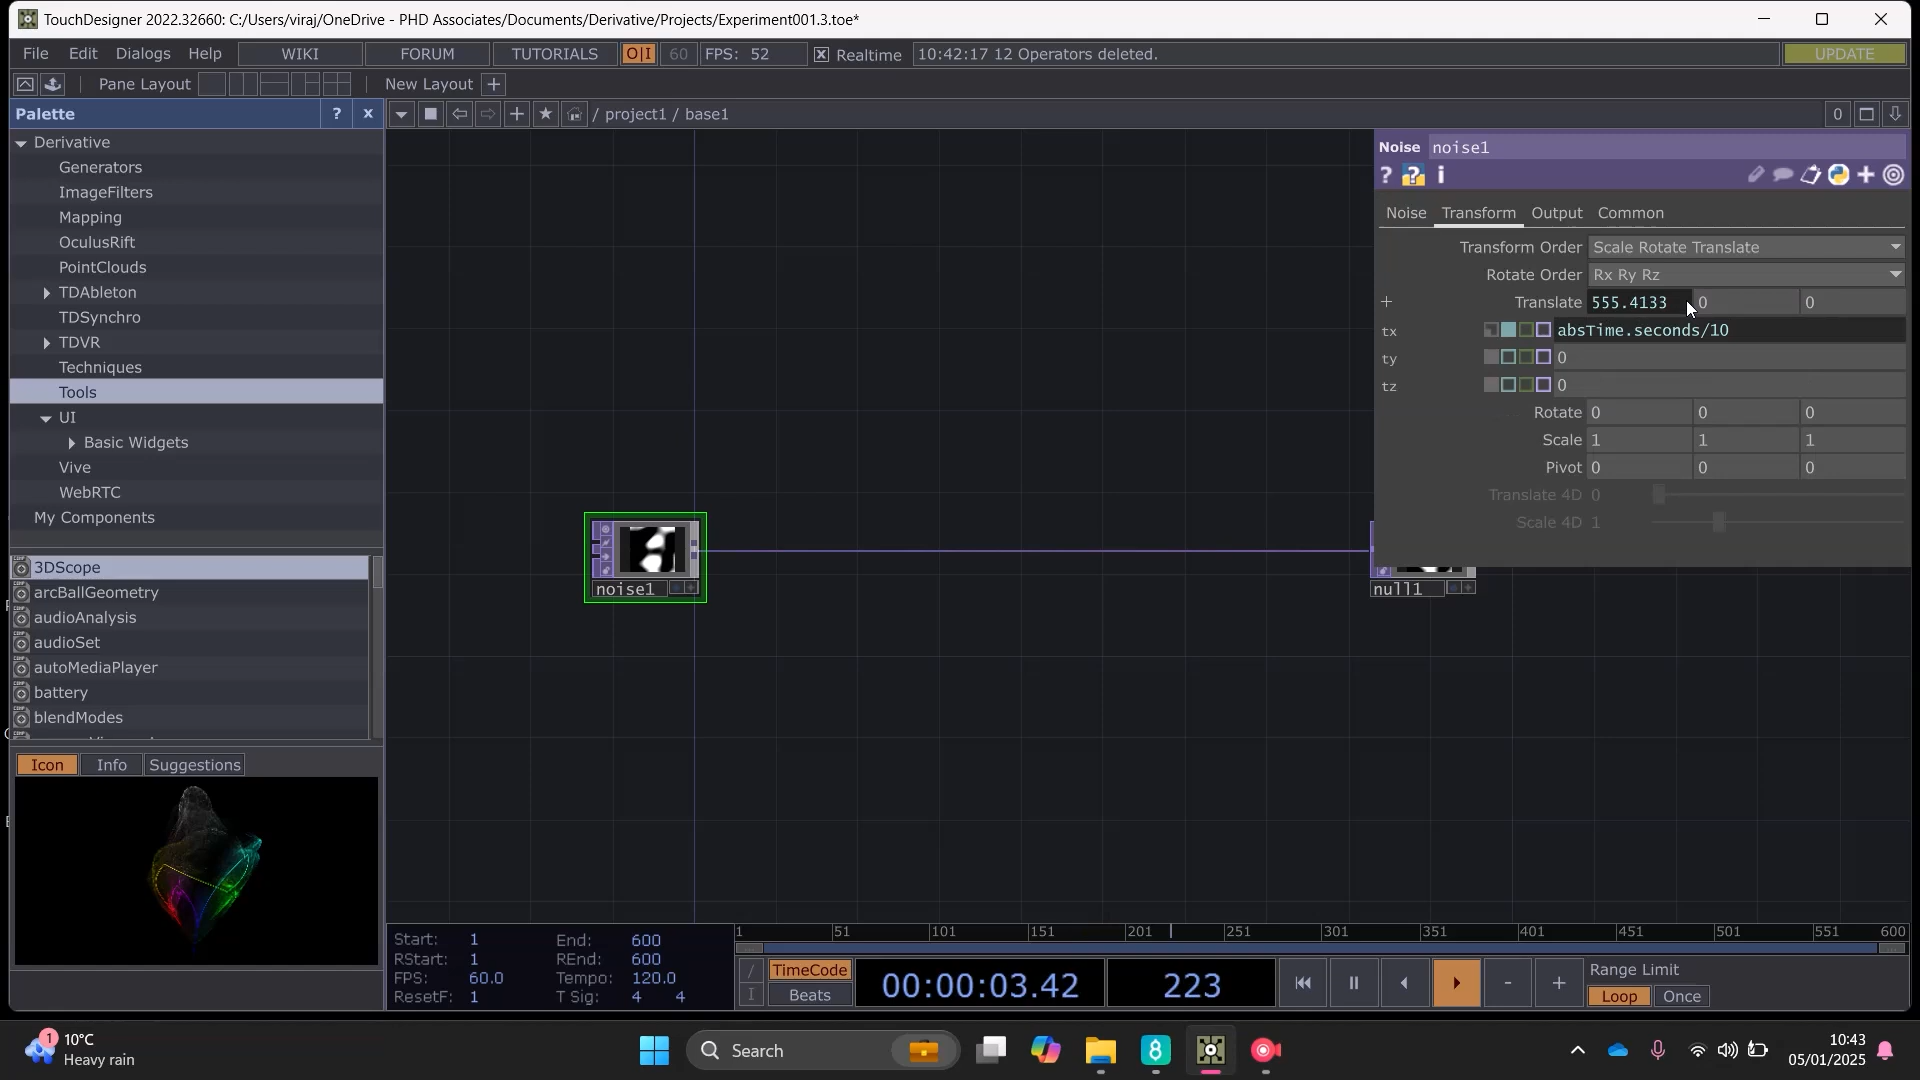 TouchDesigner 2022.32660: C:/Users/viraj/OneDrive - PHD Associates/Documents/Derivative/Projects/Experiment001.3.toe*
File Edit Dialogs Help WIKI FORUM TUTORIALS O|I 60 FPS: 52 Realtime 10:42:17 12 Operators deleted. UPDATE
Pane Layout New Layout +
Palette ? x / project1 / base1 0
Derivative
Generators
ImageFilters
Mapping
OculusRift
PointClouds
TDAbleton
TDSynchro
TDVR
Techniques
Tools
UI
Basic Widgets
Vive
WebRTC
My Components
3DScope
arcBallGeometry
audioAnalysis
audioSet
autoMediaPlayer
battery
blendModes
Icon Info Suggestions
noise1
null1
Noise noise1
? ? i
Noise Transform Output Common
Transform Order Scale Rotate Translate
Rotate Order Rx Ry Rz
+ Translate 555.4133 0 0
tx absTime.seconds/10
ty 0
tz 0
Rotate 0 0 0
Scale 1 1 1
Pivot 0 0 0
Translate 4D 0
Scale 4D 1
Start: 1 End: 600
RStart: 1 REnd: 600
FPS: 60.0 Tempo: 120.0
ResetF: 1 T Sig: 4 4
1 51 101 151 201 251 301 351 401 451 501 551 600
/ TimeCode 00:00:03.42 223 - + Range Limit
I Beats Loop Once
1 10°C
Heavy rain
Search
10:43
05/01/2025